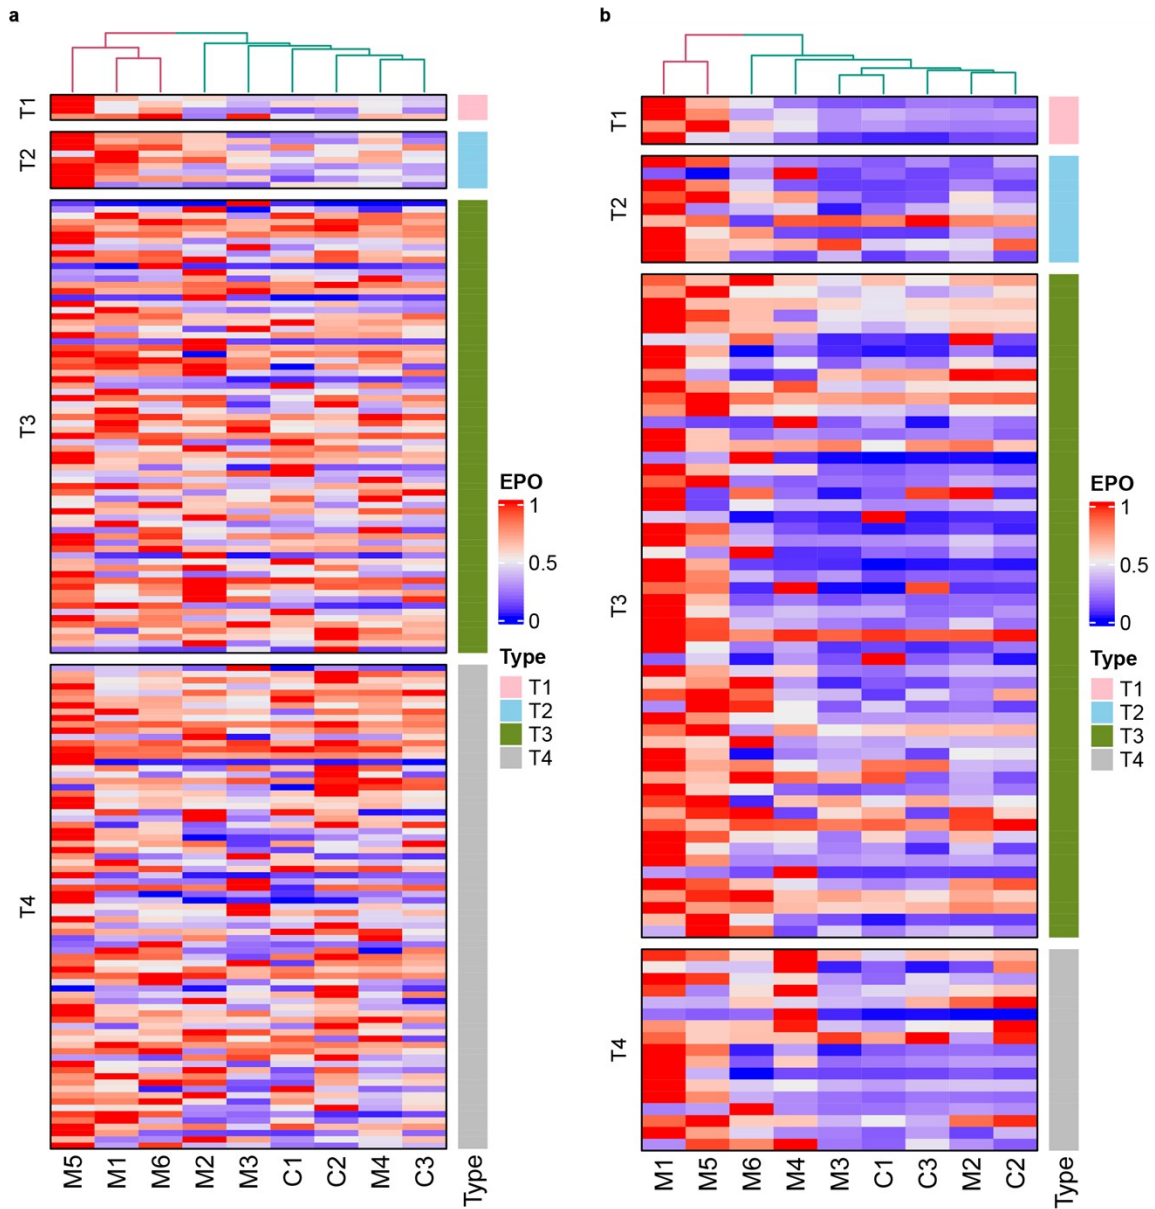 a
T1
T2
T3
T4
M5 M1 M6 M2 M3 C1 C2 M4 C3 Type
EPO
1
0.5
0
Type
T1
T2
T3
T4
b
T1
T2
T3
T4
M1 M5 M6 M4 M3 C1 C3 M2 C2 Type
EPO
1
0.5
0
Type
T1
T2
T3
T4